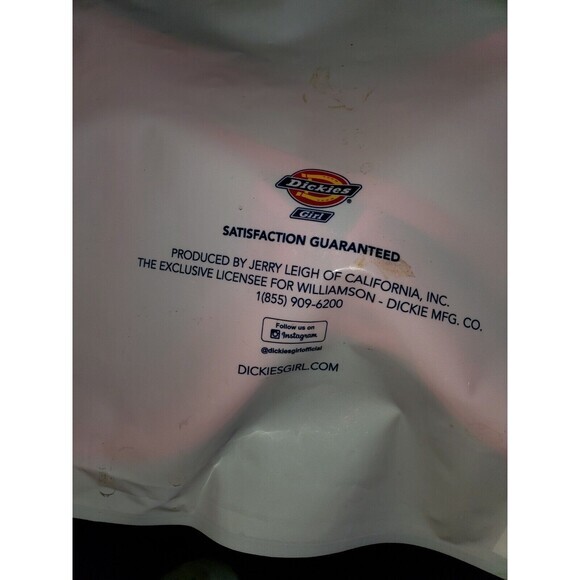 Dickies®
Girl
SATISFACTION GUARANTEED
PRODUCED BY JERRY LEIGH OF CALIFORNIA, INC.
THE EXCLUSIVE LICENSEE FOR WILLIAMSON - DICKIE MFG. CO.
1(855) 909-6200
Follow us on
Instagram
@dickiesgirlofficial
DICKIESGIRL.COM